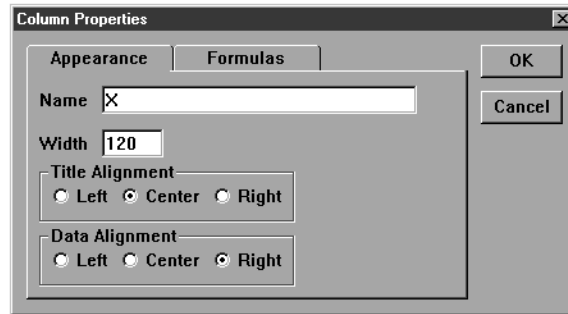 Column Properties
Appearance Formulas
OK
Name X
Cancel
Width 120
Title Alignment
Left Center Right
Data Alignment
Left Center Right